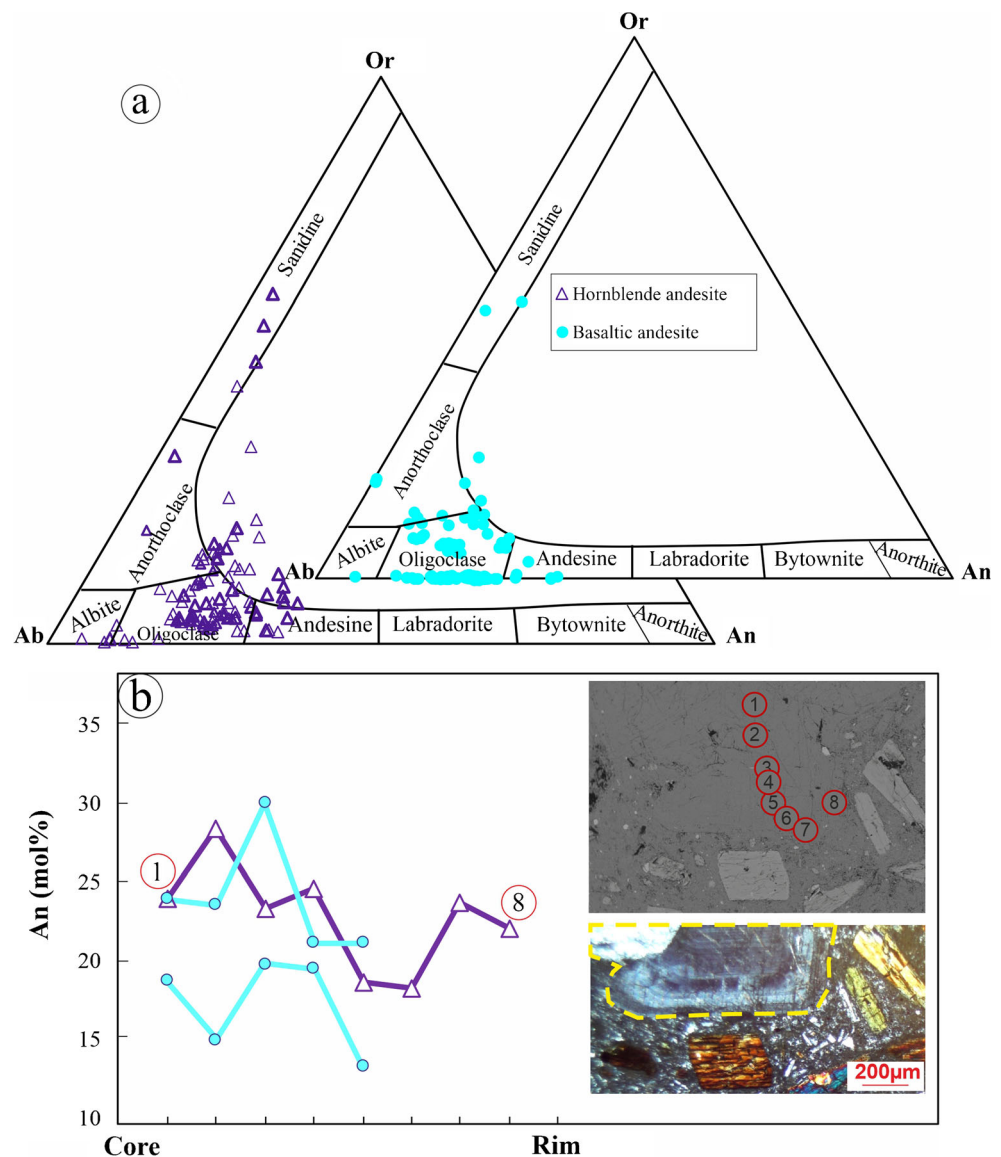 a
Or
Or
Sanidine
Sanidine
Hornblende andesite
Basaltic andesite
Anorthoclase
Anorthoclase
Albite
Oligoclase
Andesine
Labradorite
Bytownite
Anorthite
Ab
An
Albite
Oligoclase
Andesine
Labradorite
Bytownite
Anorthite
Ab
An
b
An (mol%)
35
30
25
20
15
10
1
8
Core
Rim
1
2
3
4
5
6
7
8
200μm